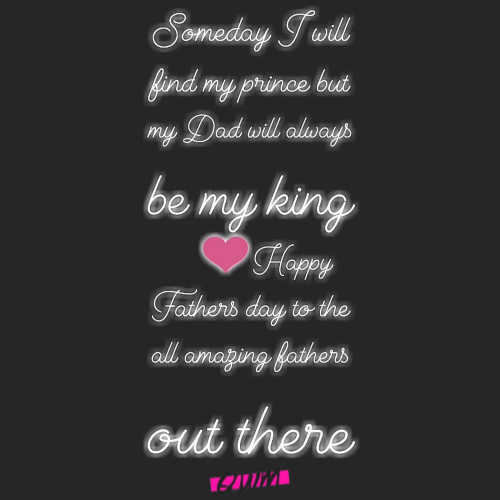 Someday I will
find my prince but
my Dad will always
be my king
Happy
Fathers day to the
all amazing fathers
out there